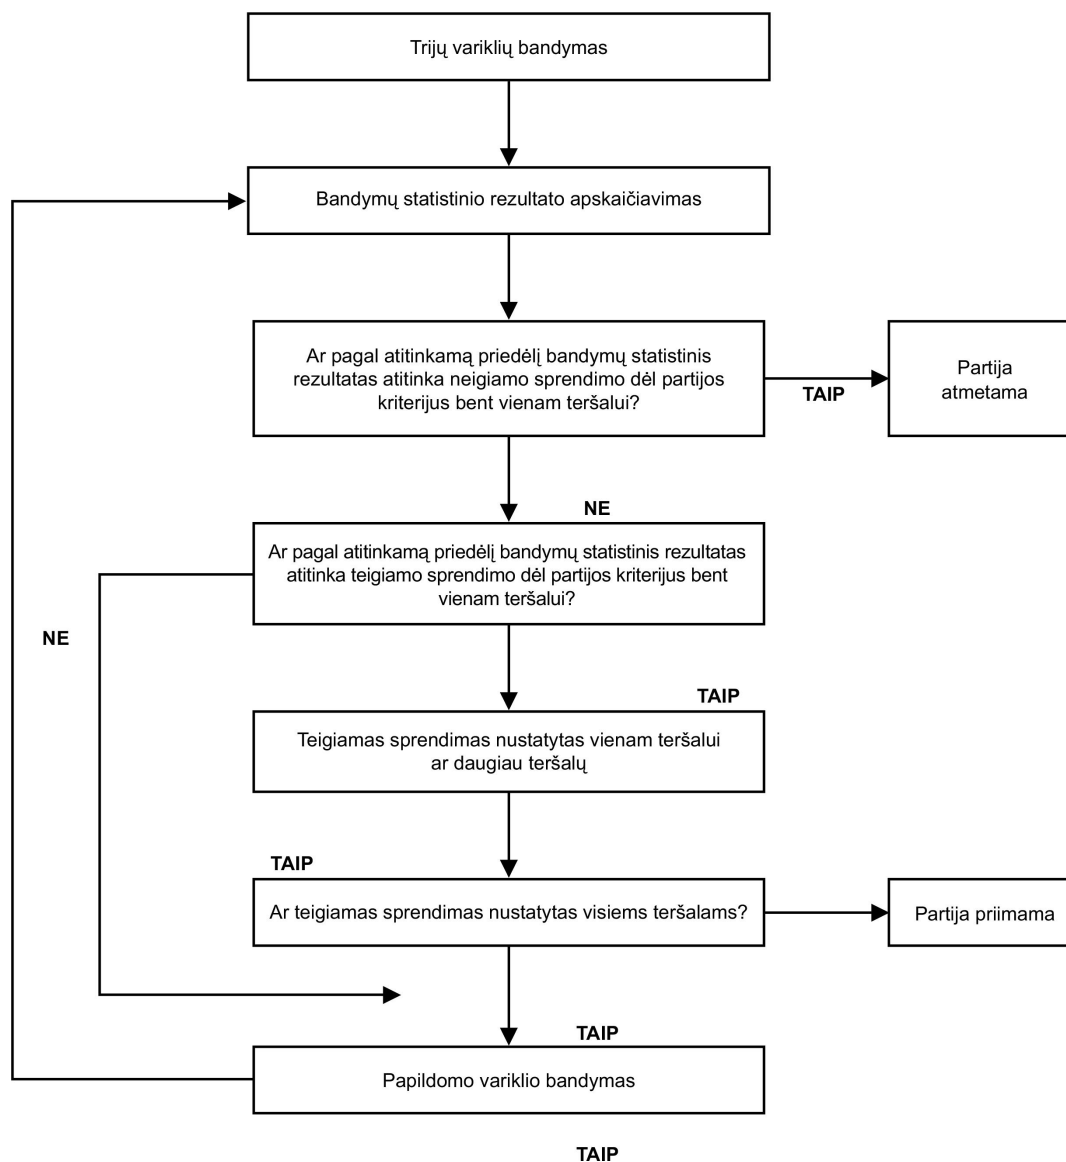 Trijų variklių bandymas
Bandymų statistinio rezultato apskaičiavimas
Ar pagal atitinkamą priedėlį bandymų statistinis
rezultatas atitinka neigiamo sprendimo dėl partijos
kriterijus bent vienam teršalui?
TAIP
Partija
atmetama
NE
Ar pagal atitinkamą priedėlį bandymų statistinis rezultatas
atitinka teigiamo sprendimo dėl partijos kriterijus bent
vienam teršalui?
NE
TAIP
Teigiamas sprendimas nustatytas vienam teršalui
ar daugiau teršalų
TAIP
Ar teigiamas sprendimas nustatytas visiems teršalams?
Partija priimama
TAIP
Papildomo variklio bandymas
TAIP